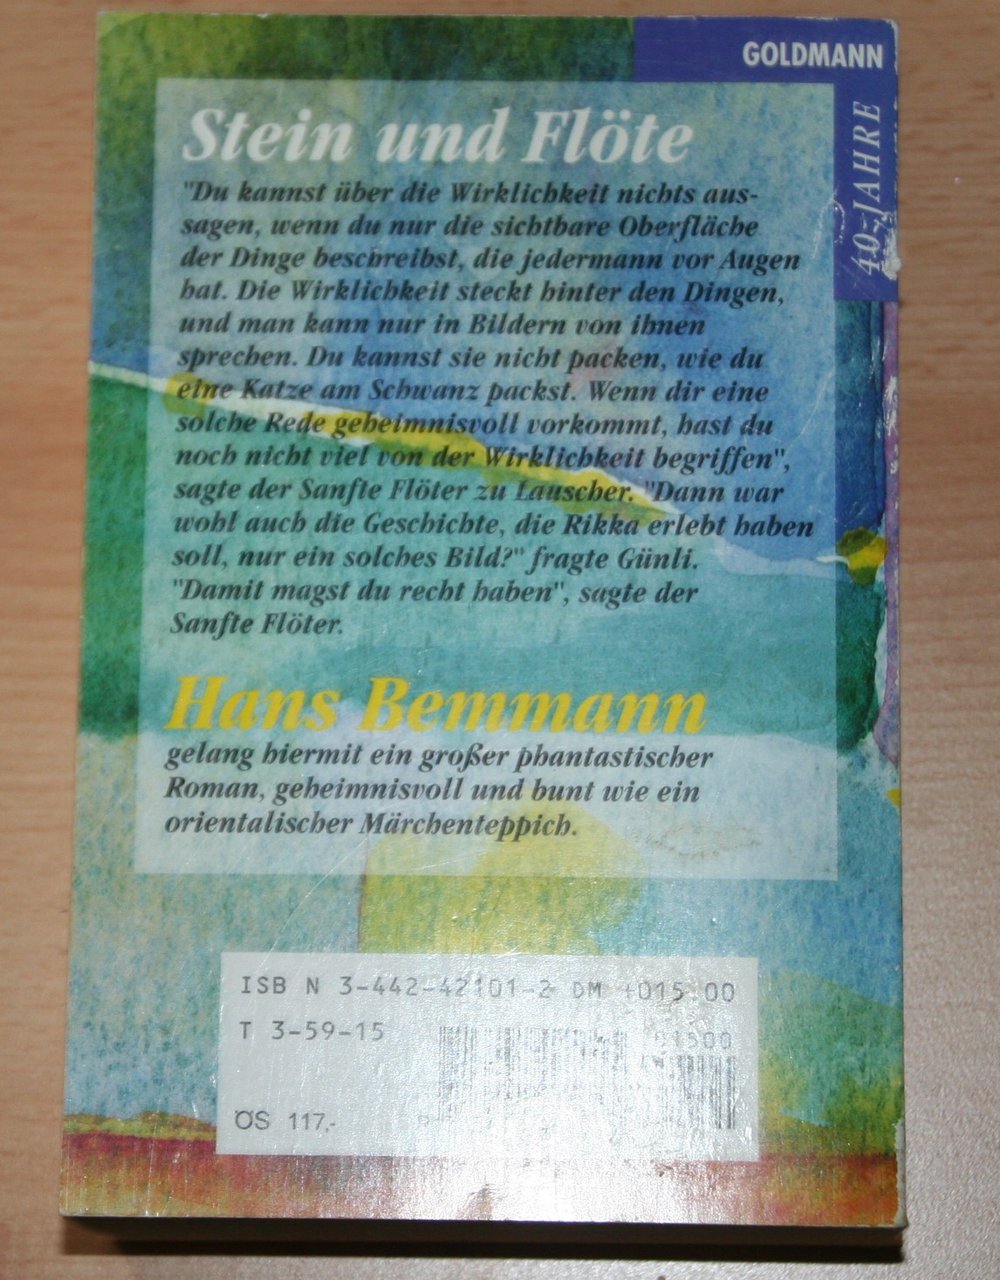 GOLDMANN
40 JAHRE
Stein und Flöte
"Du kannst über die Wirklichkeit nichts aus-
sagen, wenn du nur die sichtbare Oberfläche
der Dinge beschreibst, die jedermann vor Augen
hat. Die Wirklichkeit steckt hinter den Dingen,
und man kann nur in Bildern von ihnen
sprechen. Du kannst sie nicht packen, wie du
eine Katze am Schwanz packst. Wenn dir eine
solche Rede geheimnisvoll vorkommt, hast du
noch nicht viel von der Wirklichkeit begriffen",
sagte der Sanfte Flöter zu Lauscher. "Dann war
wohl auch die Geschichte, die Rikka erlebt haben
soll, nur ein solches Bild?" fragte Günli.
"Damit magst du recht haben", sagte der
Sanfte Flöter.
Hans Bemmann
gelang hiermit ein großer phantastischer
Roman, geheimnisvoll und bunt wie ein
orientalischer Märchenteppich.
ISB N 3-442-42101-2 DM +015.00
T 3-59-15
01500
ÖS 117,-